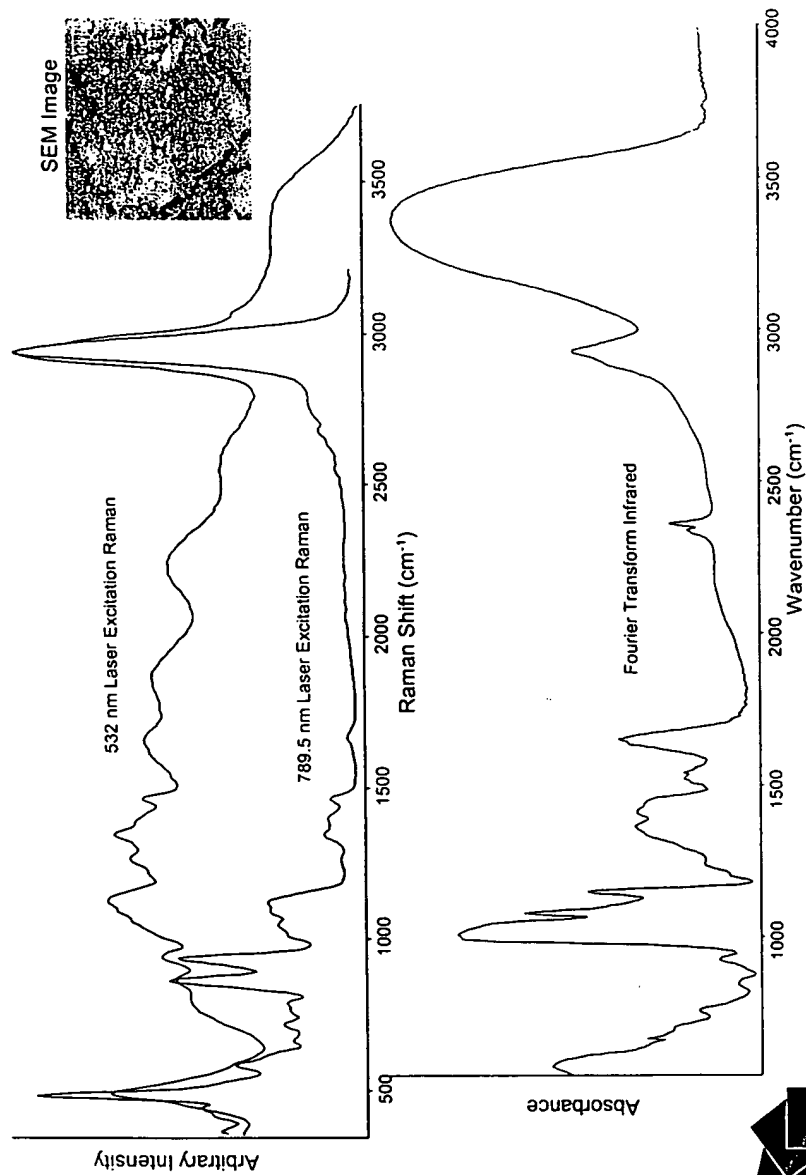 SEM Image
532 nm Laser Excitation Raman
789.5 nm Laser Excitation Raman
Arbitrary Intensity
500
1000
1500
2000
2500
3000
3500
Raman Shift (cm⁻¹)
Fourier Transform Infrared
Absorbance
500
1000
1500
2000
2500
3000
3500
4000
Wavenumber (cm⁻¹)